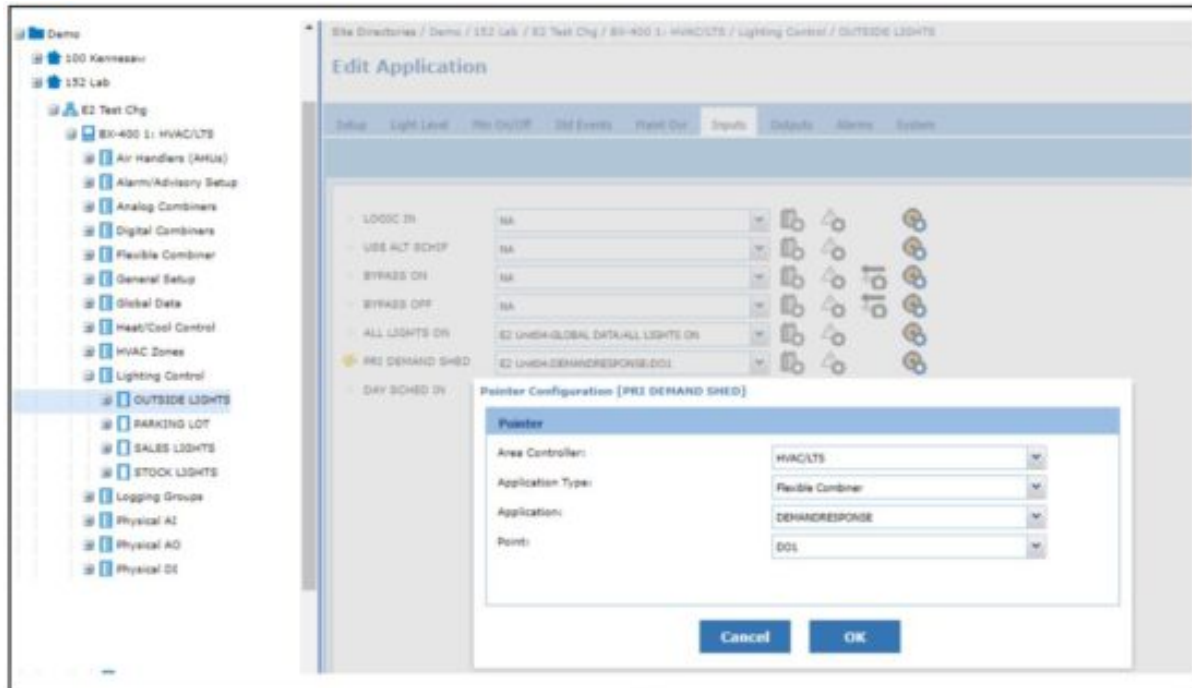 Demo
100 Kennesaw
152 Lab
E2 Test Chg
BX-400 1: HVAC/LTS
Air Handlers (AHUs)
Alarm/Advisory Setup
Analog Combiners
Digital Combiners
Flexible Combiner
General Setup
Global Data
Heat/Cool Control
HVAC Zones
Lighting Control
OUTSIDE LIGHTS
PARKING LOT
SALES LIGHTS
STOCK LIGHTS
Logging Groups
Physical AI
Physical AO
Physical DI
Site Directories / Demo / 152 Lab / E2 Test Chg / BX-400 1: HVAC/LTS / Lighting Control / OUTSIDE LIGHTS
Edit Application
Setup Light Level Min On/Off Std Events Maint Ovr Inputs Outputs Alarms System
LOGIC IN NA
USE ALT SCHIF NA
BYPASS ON NA
BYPASS OFF NA
ALL LIGHTS ON E2 Unit04:GLOBAL DATA:ALL LIGHTS ON
PRI DEMAND SHED E2 Unit04:DEMANDRESPONSE:DO1
DAY SCHED IN
Pointer Configuration [PRI DEMAND SHED]
Pointer
Area Controller: HVAC/LTS
Application Type: Flexible Combiner
Application: DEMANDRESPONSE
Point: DO1
Cancel OK